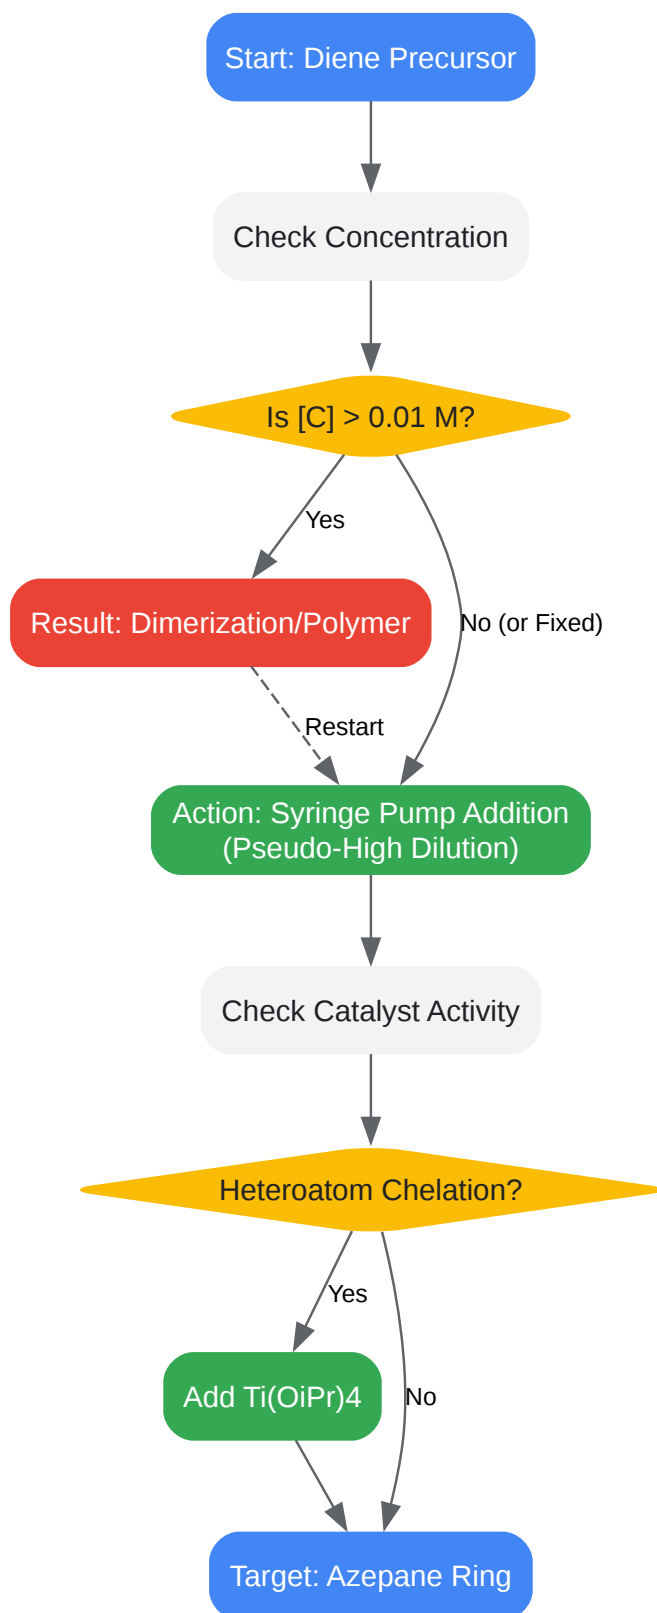 Start: Diene Precursor
Check Concentration
Is [C] > 0.01 M?
Yes
Result: Dimerization/Polymer
No (or Fixed)
Restart
Action: Syringe Pump Addition
(Pseudo-High Dilution)
Check Catalyst Activity
Heteroatom Chelation?
Yes
Add Ti(OiPr)4
No
Target: Azepane Ring